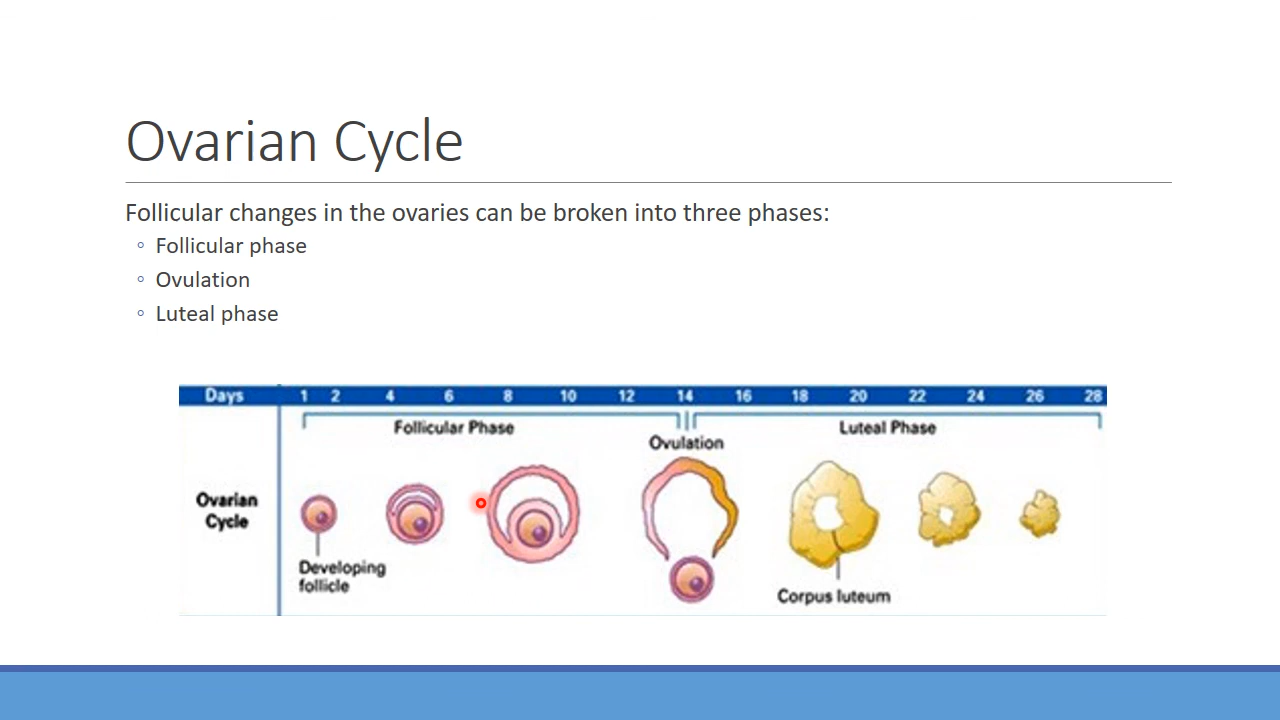 Ovarian Cycle
Follicular changes in the ovaries can be broken into three phases:
Follicular phase
Ovulation
Luteal phase
Days 1 2 4 6 8 10 12 14 16 18 20 22 24 26 28
Follicular Phase
Luteal Phase
Ovulation
Ovarian
Cycle
Developing
follicle
Corpus luteum